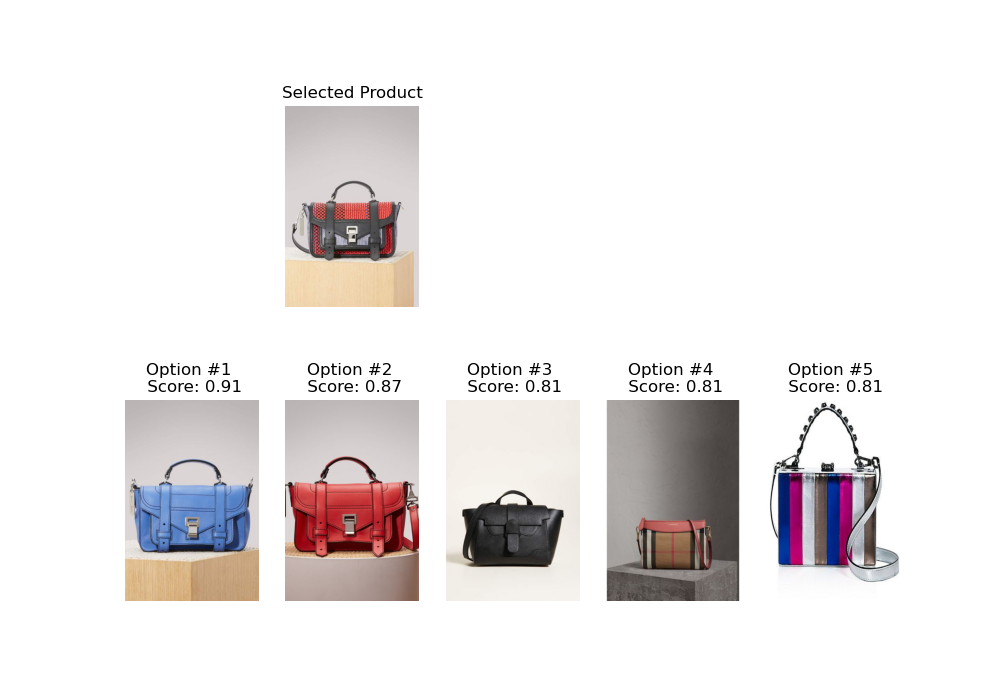 Selected Product
Option #1
Score: 0.91
Option #2
Score: 0.87
Option #3
Score: 0.81
Option #4
Score: 0.81
Option #5
Score: 0.81